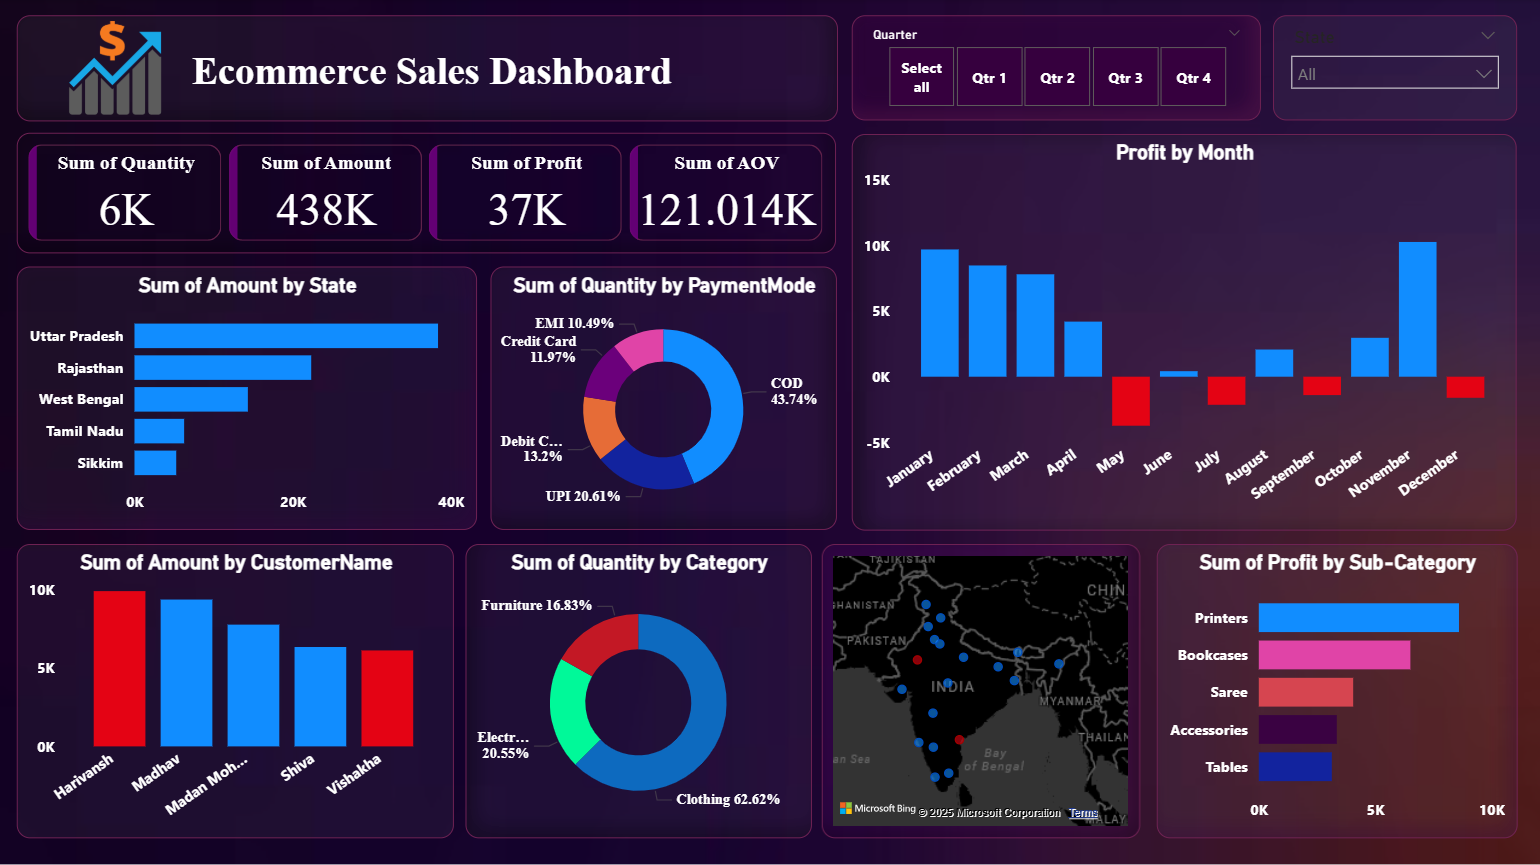 Ecommerce Sales Dashboard
Quarter
Select
all
Qtr 1
Qtr 2
Qtr 3
Qtr 4
All
Sum of Quantity
6K
Sum of Amount
438K
Sum of Profit
37K
Sum of AOV
121.014K
Profit by Month
15K
10K
5K
0K
-5K
January
February
March
April
May
June
July
August
September
October
November
December
Sum of Amount by State
Uttar Pradesh
Rajasthan
West Bengal
Tamil Nadu
Sikkim
0K
20K
40K
Sum of Quantity by PaymentMode
EMI 10.49%
Credit Card
11.97%
COD
43.74%
Debit C...
13.2%
UPI 20.61%
Sum of Amount by CustomerName
10K
5K
0K
Harivansh
Madhav
Madan Moh...
Shiva
Vishakha
Sum of Quantity by Category
Furniture 16.83%
Electr...
20.55%
Clothing 62.62%
TAJIKISTAN
CHIN
GHANISTAN
PAKISTAN
INDIA
MYANMAR
THAILAN
an Sea
Bay
of Bengal
MALAY
Microsoft Bing
© 2025 Microsoft Corporation
Terms
Sum of Profit by Sub-Category
Printers
Bookcases
Saree
Accessories
Tables
0K
5K
10K